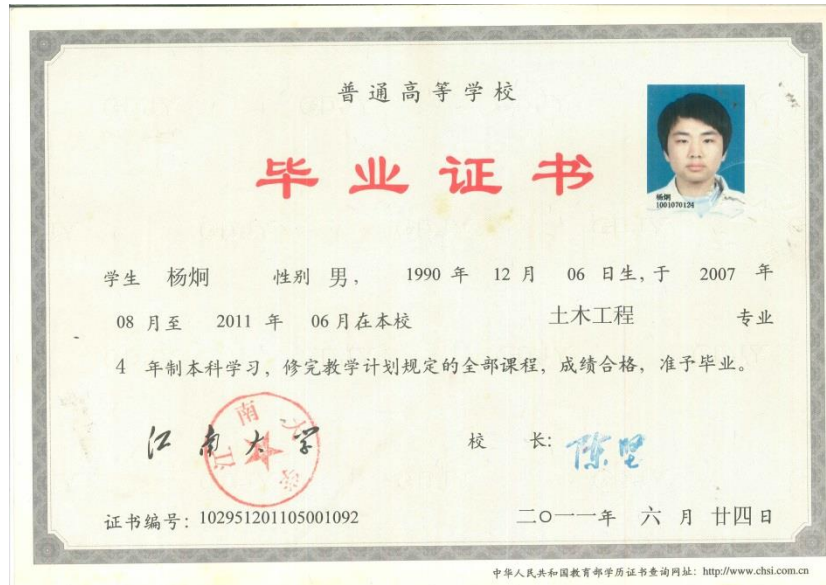 普通高等学校
毕业证书
杨炯
1001070124
学生 杨炯 性别 男, 1990 年 12 月 06 日生, 于 2007 年
08 月至 2011 年 06 月在本校 土木工程 专业
4 年制本科学习, 修完教学计划规定的全部课程, 成绩合格, 准予毕业。
江南大学
江南大学
校 长: 陈坚
证书编号: 102951201105001092
二〇一一年 六 月 廿四日
中华人民共和国教育部学历证书查询网址: http://www.chsi.com.cn